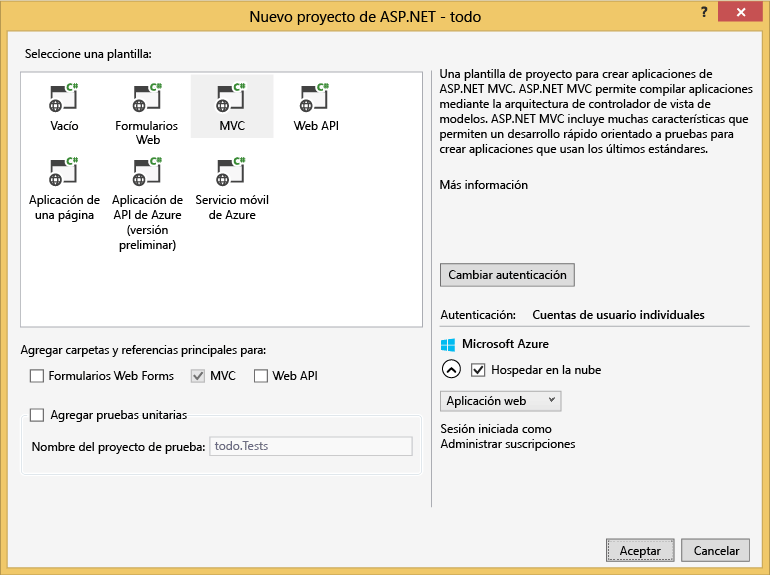 Nuevo proyecto de ASP.NET - todo
?
Seleccione una plantilla:
C# C# C# C#
Vacío
Formularios
Web
MVC
Web API
C# C# C#
Aplicación de
una página
Aplicación de
API de Azure
(versión
preliminar)
Servicio móvil
de Azure
Agregar carpetas y referencias principales para:
Formularios Web Forms MVC Web API
Agregar pruebas unitarias
Nombre del proyecto de prueba: todo.Tests
Una plantilla de proyecto para crear aplicaciones de
ASP.NET MVC. ASP.NET MVC permite compilar aplicaciones
mediante la arquitectura de controlador de vista de
modelos. ASP.NET MVC incluye muchas características que
permiten un desarrollo rápido orientado a pruebas para
crear aplicaciones que usan los últimos estándares.
Más información
Cambiar autenticación
Autenticación: Cuentas de usuario individuales
Microsoft Azure
Hospedar en la nube
Aplicación web
Sesión iniciada como
Administrar suscripciones
Aceptar Cancelar